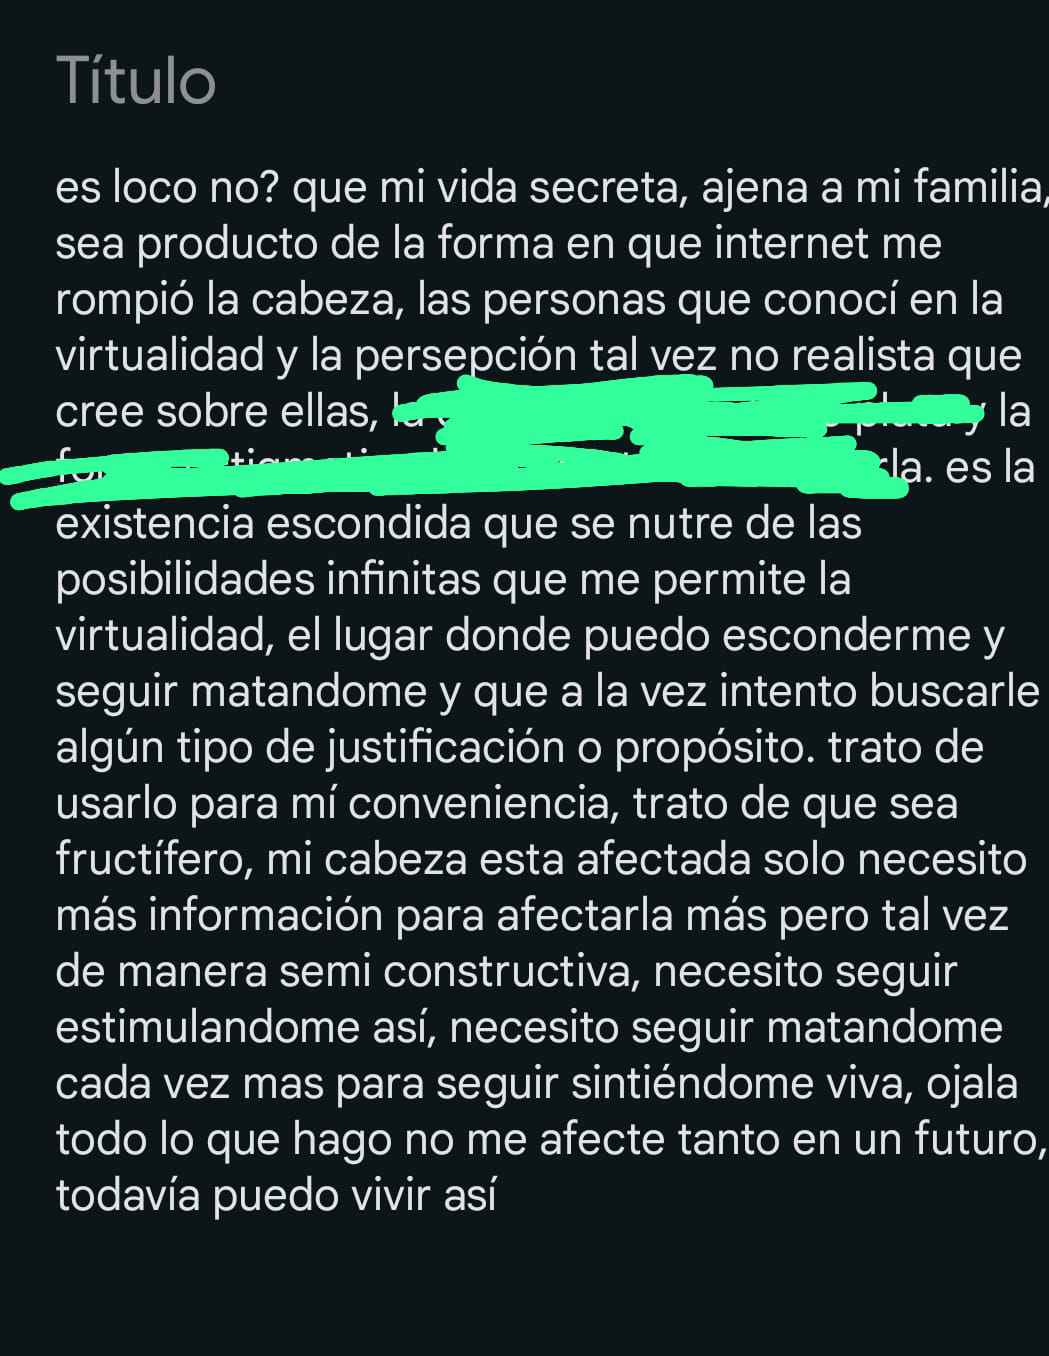 Título
es loco no? que mi vida secreta, ajena a mi familia,
sea producto de la forma en que internet me
rompió la cabeza, las personas que conocí en la
virtualidad y la persepción tal vez no realista que
cree sobre ellas, la
es la
existencia escondida que se nutre de las
posibilidades infinitas que me permite la
virtualidad, el lugar donde puedo esconderme y
seguir matandome y que a la vez intento buscarle
algún tipo de justificación o propósito. trato de
usarlo para mí conveniencia, trato de que sea
fructífero, mi cabeza esta afectada solo necesito
más información para afectarla más pero tal vez
de manera semi constructiva, necesito seguir
estimulandome así, necesito seguir matandome
cada vez mas para seguir sintiéndome viva, ojala
todo lo que hago no me afecte tanto en un futuro,
todavía puedo vivir así